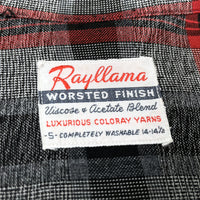 Rayllama
WORSTED FINISH
Viscose & Acetate Blend
LUXURIOUS COLORAY YARNS
-S- COMPLETELY WASHABLE 14-14½